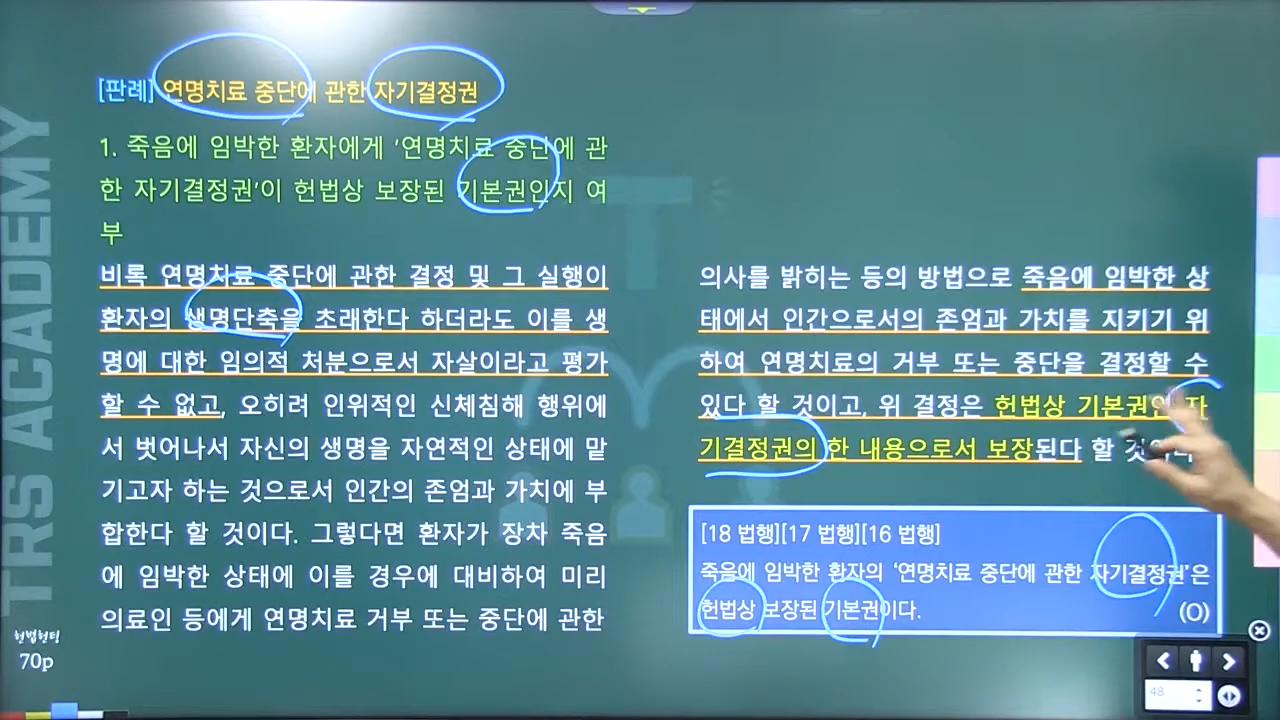 [판례] 연명치료 중단에 관한 자기결정권
1. 죽음에 임박한 환자에게 '연명치료 중단에 관
한 자기결정권'이 헌법상 보장된 기본권인지 여
부
비록 연명치료 중단에 관한 결정 및 그 실행이
환자의 생명단축을 초래한다 하더라도 이를 생
명에 대한 임의적 처분으로서 자살이라고 평가
할 수 없고, 오히려 인위적인 신체침해 행위에
서 벗어나서 자신의 생명을 자연적인 상태에 맡
기고자 하는 것으로서 인간의 존엄과 가치에 부
합한다 할 것이다. 그렇다면 환자가 장차 죽음
에 임박한 상태에 이를 경우에 대비하여 미리
의료인 등에게 연명치료 거부 또는 중단에 관한
의사를 밝히는 등의 방법으로 죽음에 임박한 상
태에서 인간으로서의 존엄과 가치를 지키기 위
하여 연명치료의 거부 또는 중단을 결정할 수
있다 할 것이고, 위 결정은 헌법상 기본권인 자
기결정권의 한 내용으로서 보장된다 할
[18 법행][17 법행][16 법행]
죽음에 임박한 환자의 '연명치료 중단에 관한 자기결정권'은
헌법상 보장된 기본권이다. (O)
TRS ACADEMY
헌법헌팅
70p
48